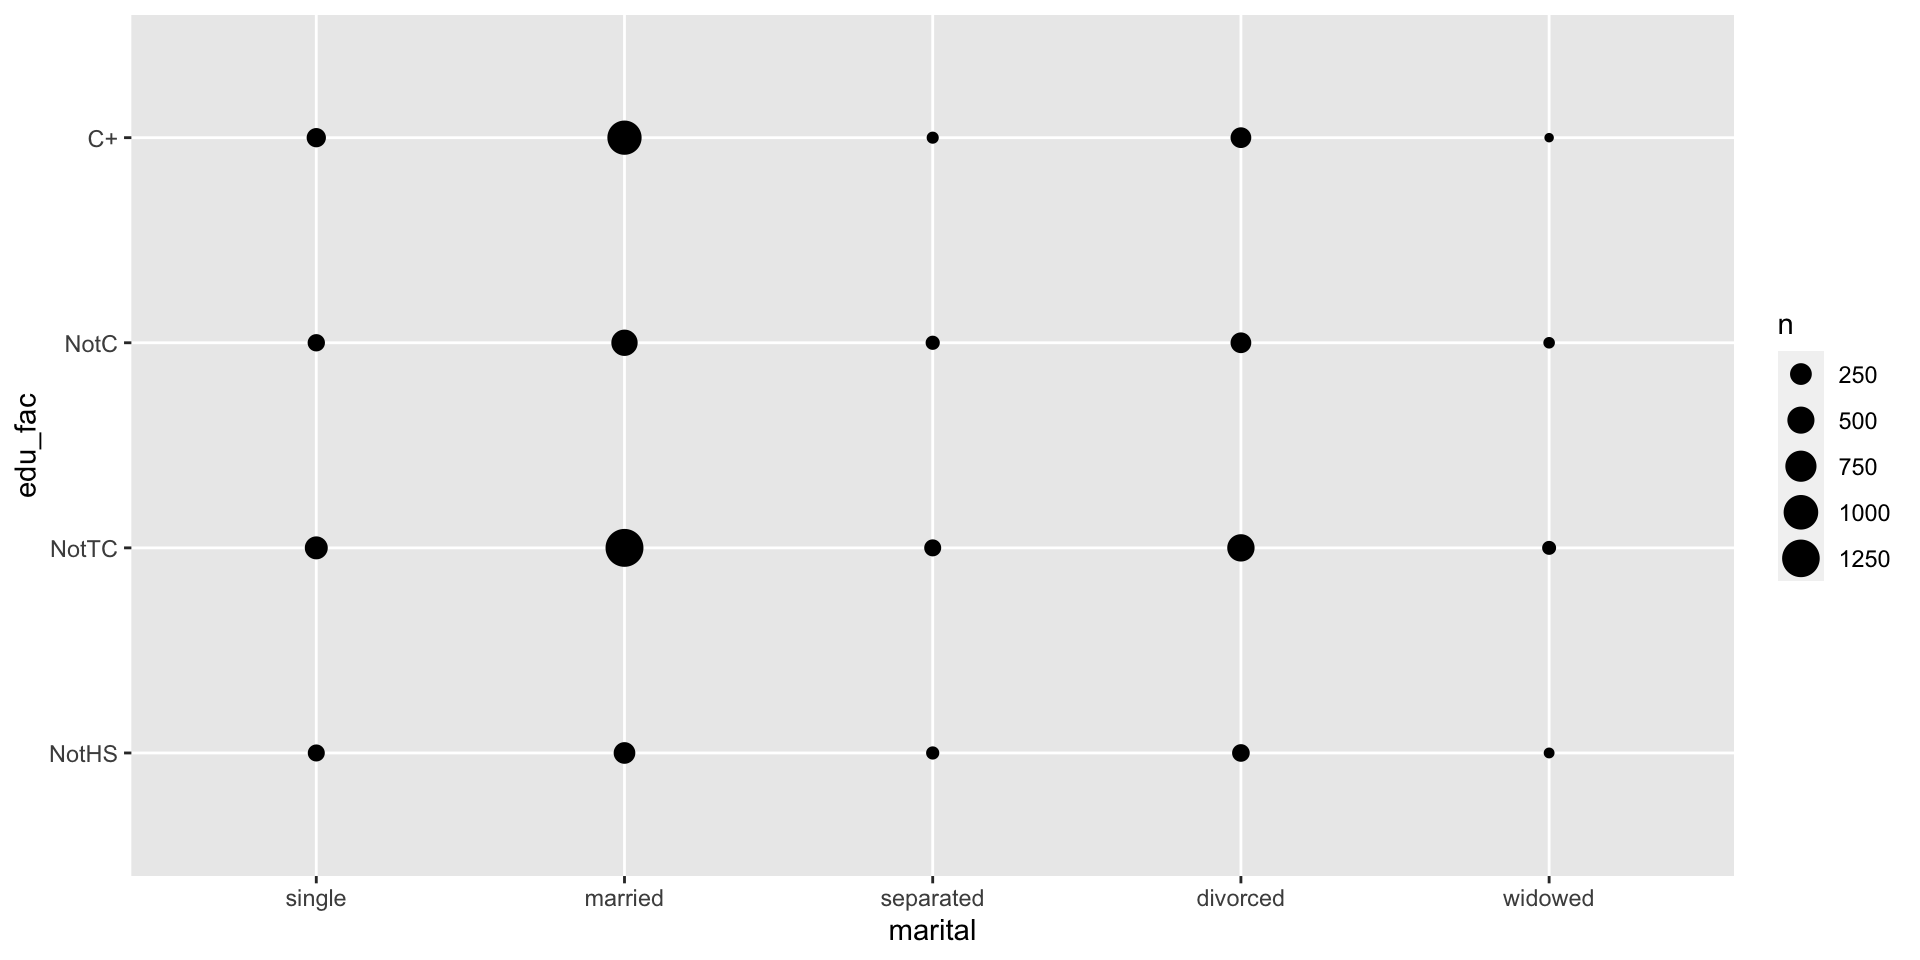 C+
NotC
NotTC
NotHS
edu_fac
single married separated divorced widowed
marital
n
250
500
750
1000
1250